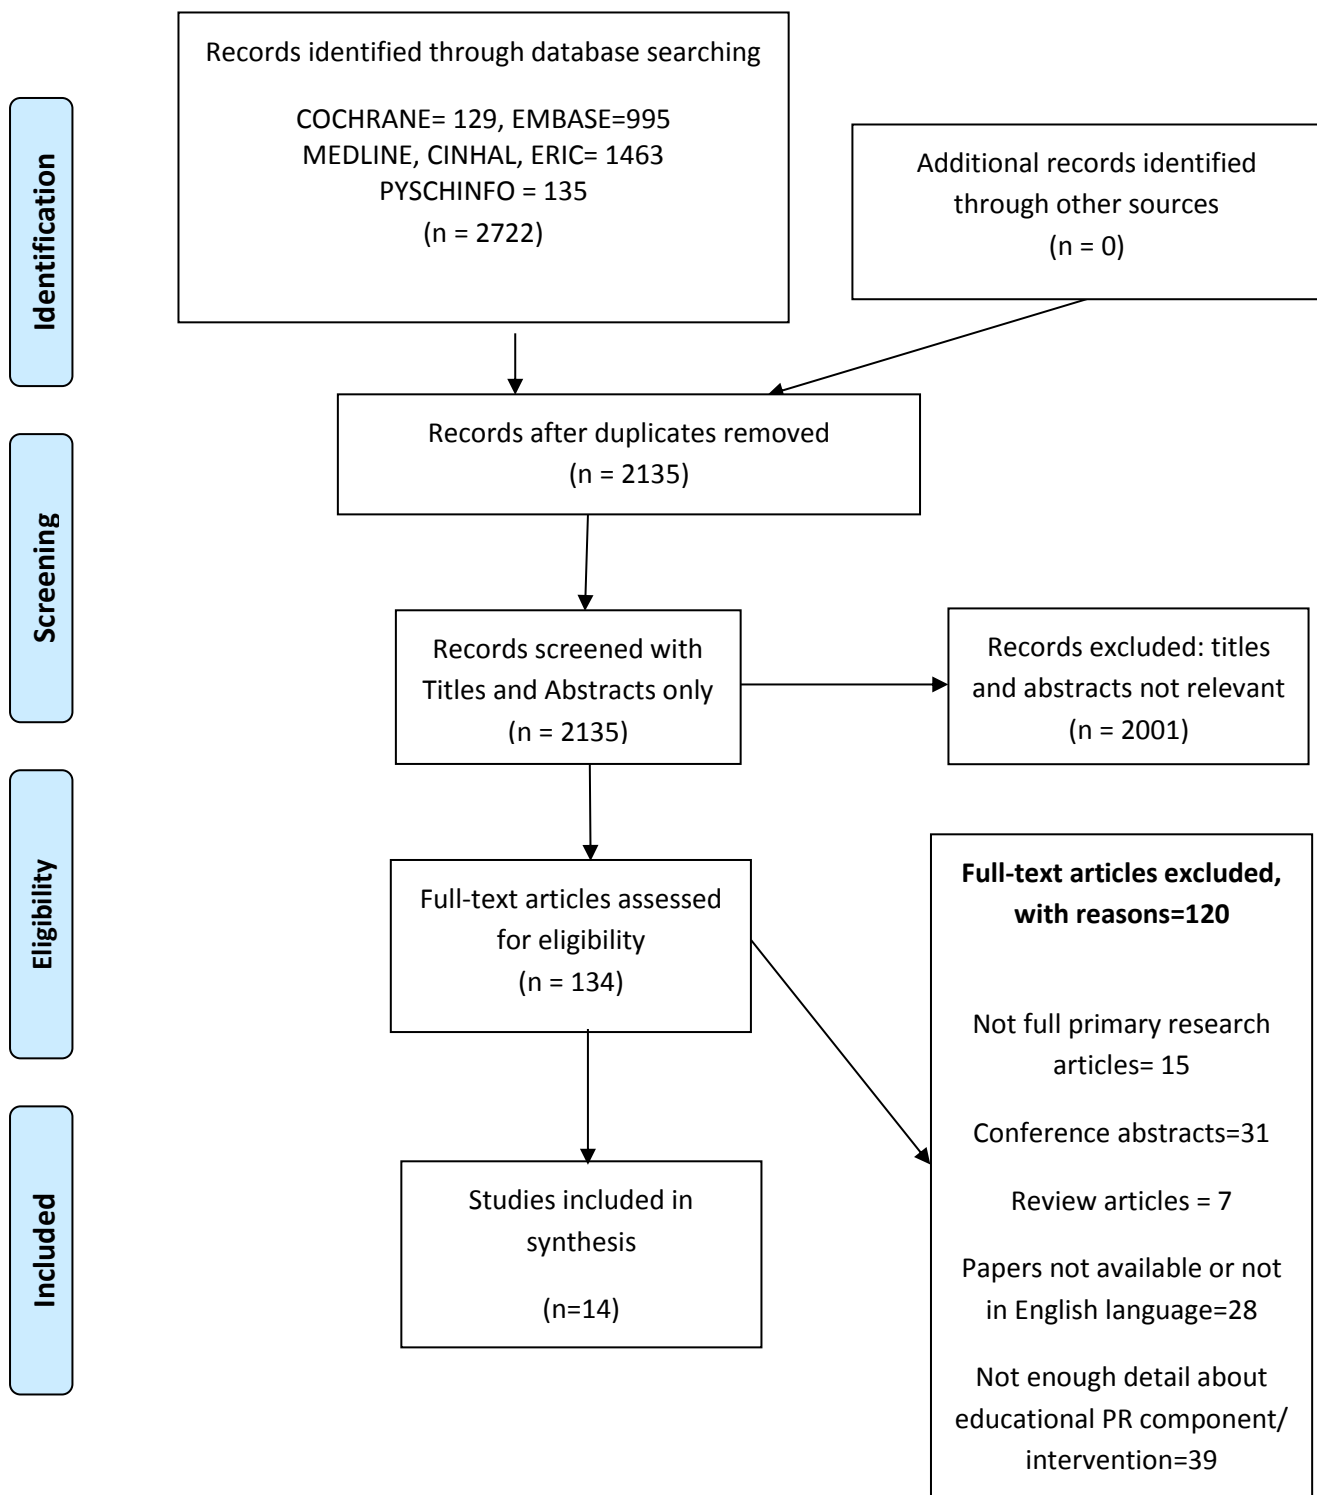 Identification
Records identified through database searching
COCHRANE= 129, EMBASE=995
MEDLINE, CINHAL, ERIC= 1463
PYSCHINFO = 135
(n = 2722)
Additional records identified
through other sources
(n = 0)
Records after duplicates removed
(n = 2135)
Screening
Records screened with
Titles and Abstracts only
(n = 2135)
Records excluded: titles
and abstracts not relevant
(n = 2001)
Eligibility
Full-text articles assessed
for eligibility
(n = 134)
Full-text articles excluded,
with reasons=120
Not full primary research
articles= 15
Conference abstracts=31
Review articles = 7
Papers not available or not
in English language=28
Not enough detail about
educational PR component/
intervention=39
Included
Studies included in
synthesis
(n=14)